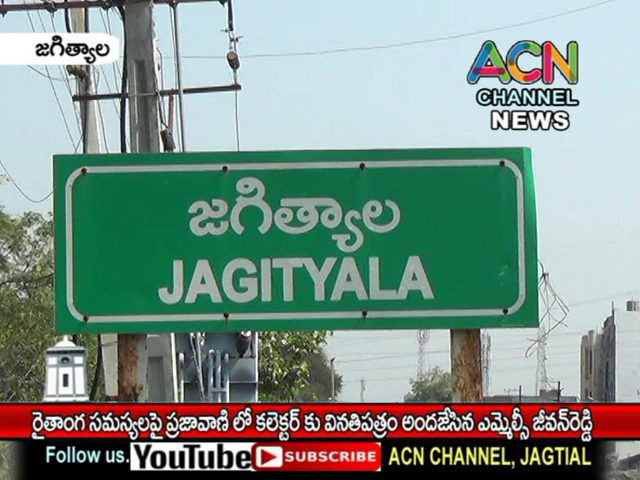 జగిత్యాల
ACN
CHANNEL
NEWS
జగిత్యాల
JAGITYALA
రైతాంగ సమస్యలపై ప్రజావాణి లో కలెక్టర్ కు వినతిపత్రం అందజేసిన ఎమ్మెల్సీ జీవన్‌రెడ్డి
Follow us. YouTube SUBSCRIBE ACN CHANNEL, JAGTIAL